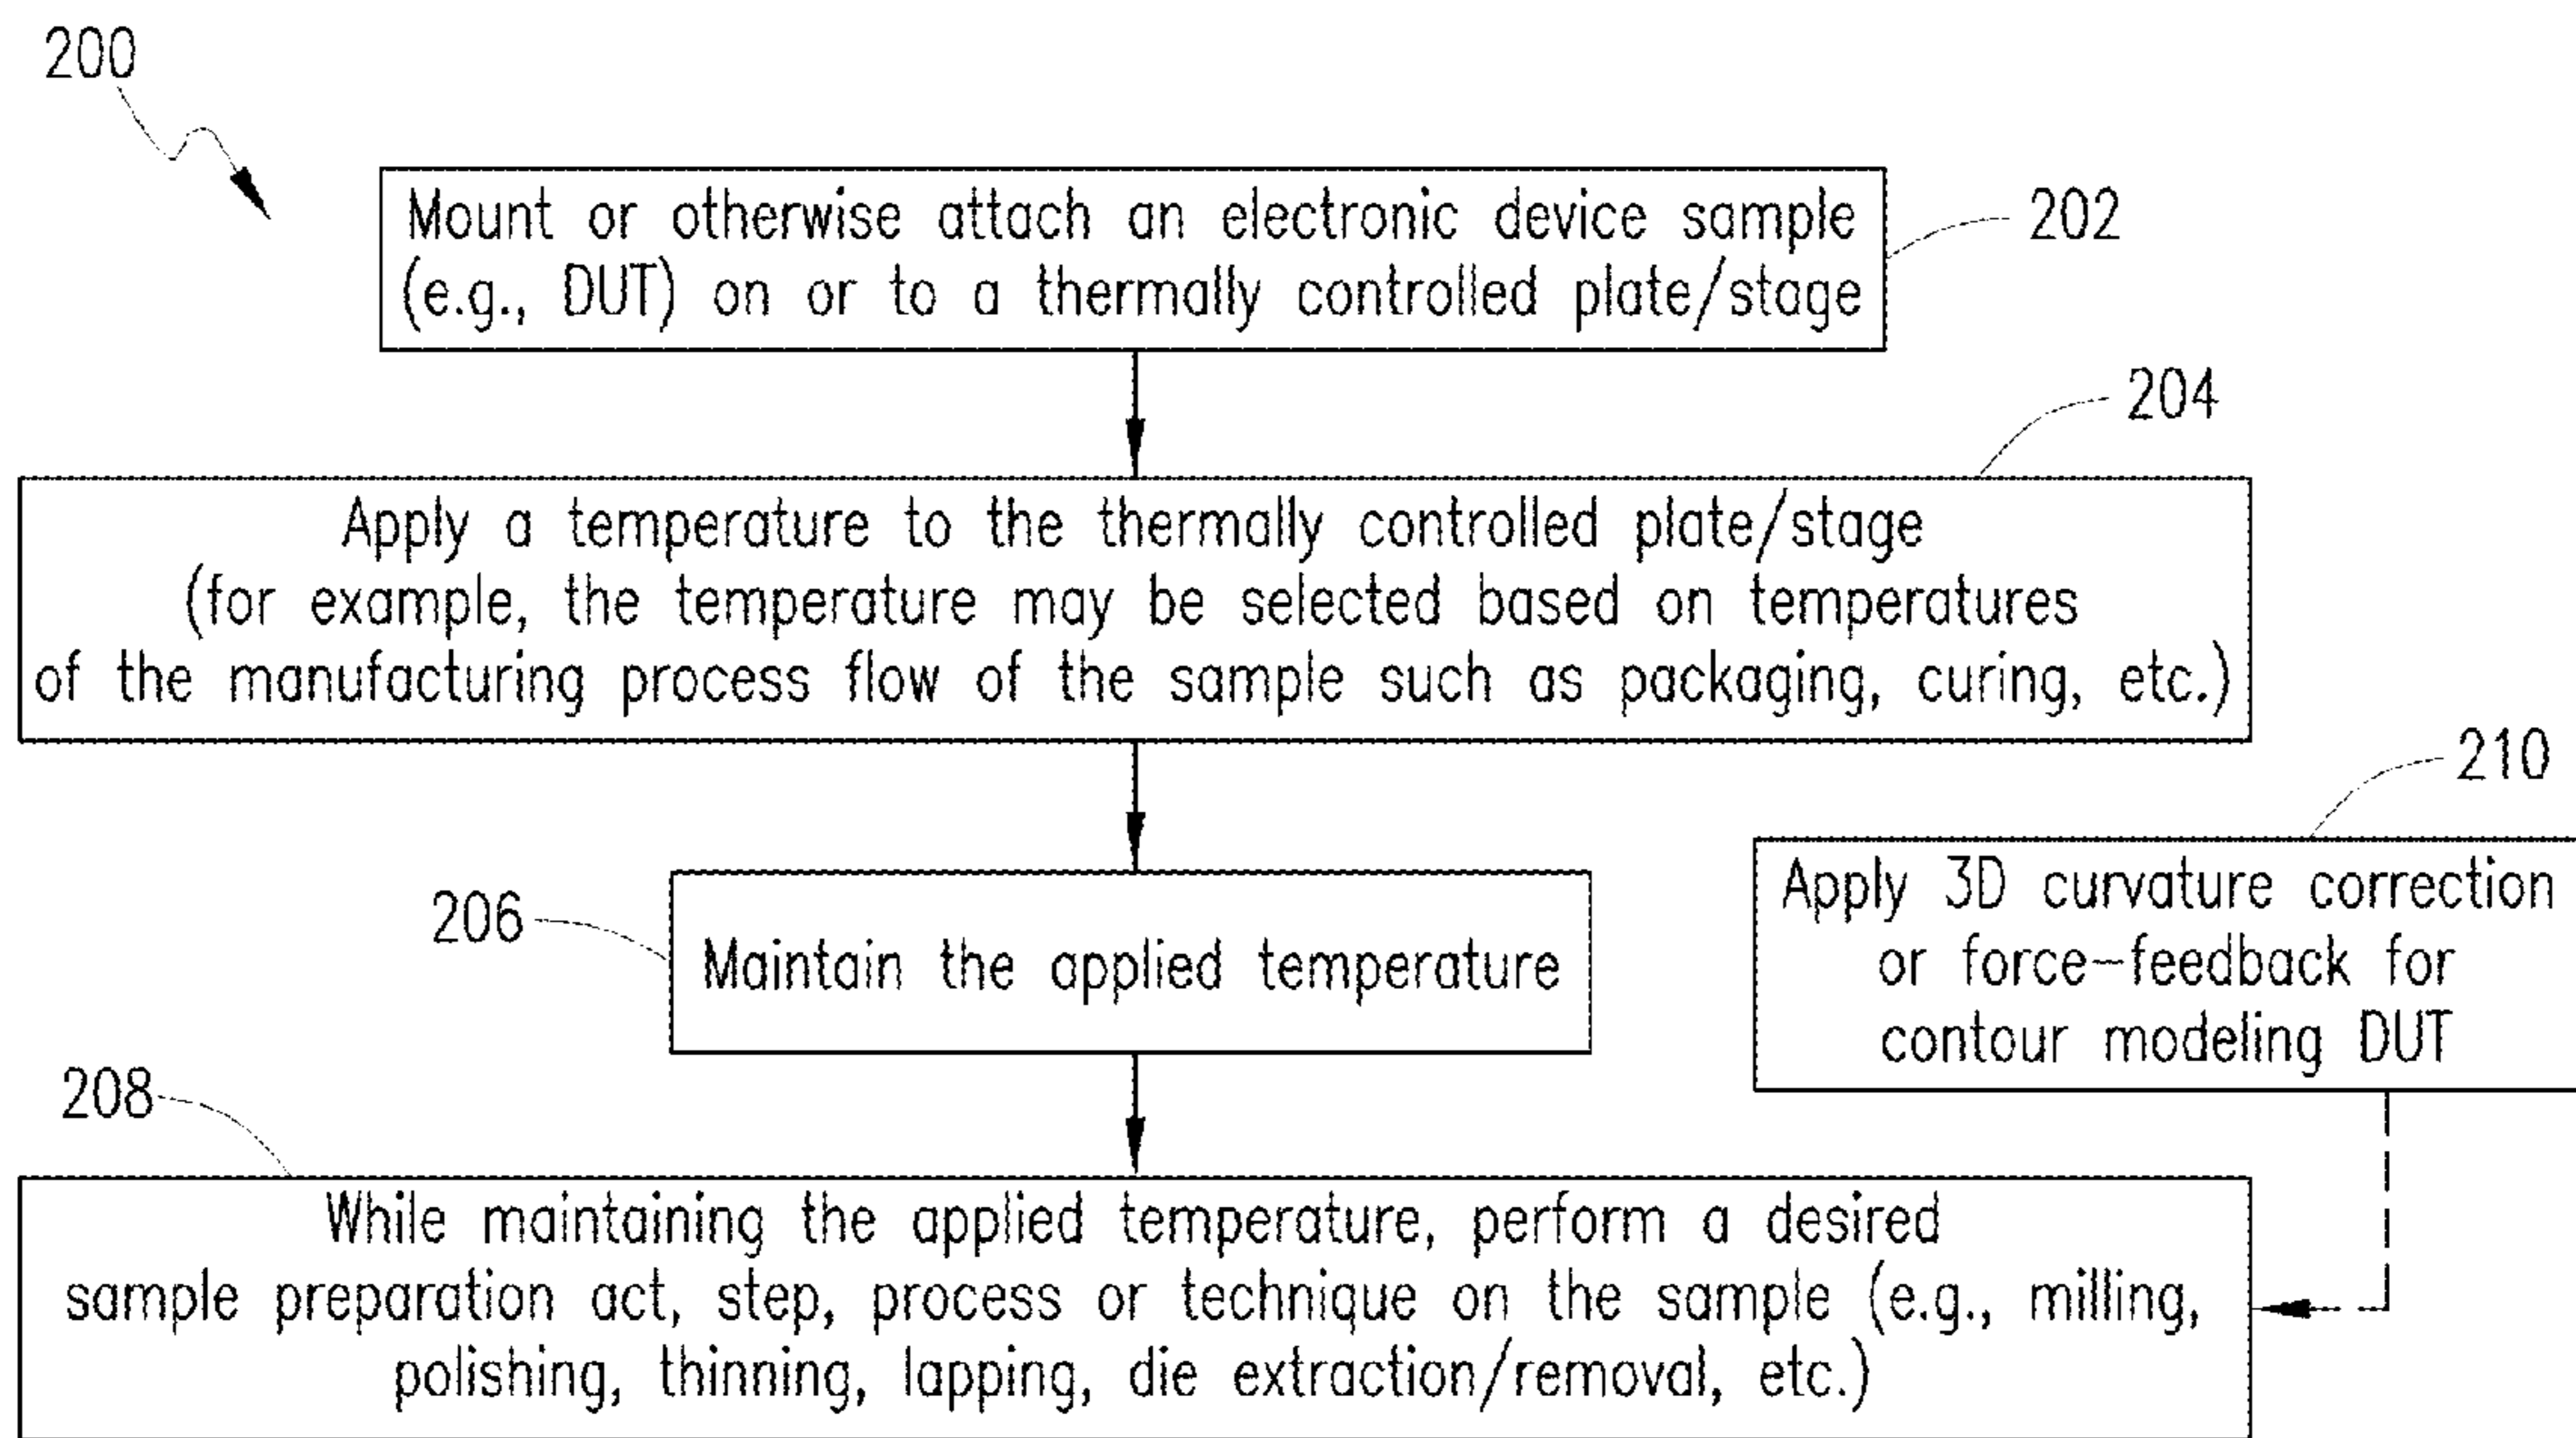 200
Mount or otherwise attach an electronic device sample
(e.g., DUT) on or to a thermally controlled plate/stage
202
204
Apply a temperature to the thermally controlled plate/stage
(for example, the temperature may be selected based on temperatures
of the manufacturing process flow of the sample such as packaging, curing, etc.)
206
Maintain the applied temperature
210
Apply 3D curvature correction
or force-feedback for
contour modeling DUT
208
While maintaining the applied temperature, perform a desired
sample preparation act, step, process or technique on the sample (e.g., milling,
polishing, thinning, lapping, die extraction/removal, etc.)